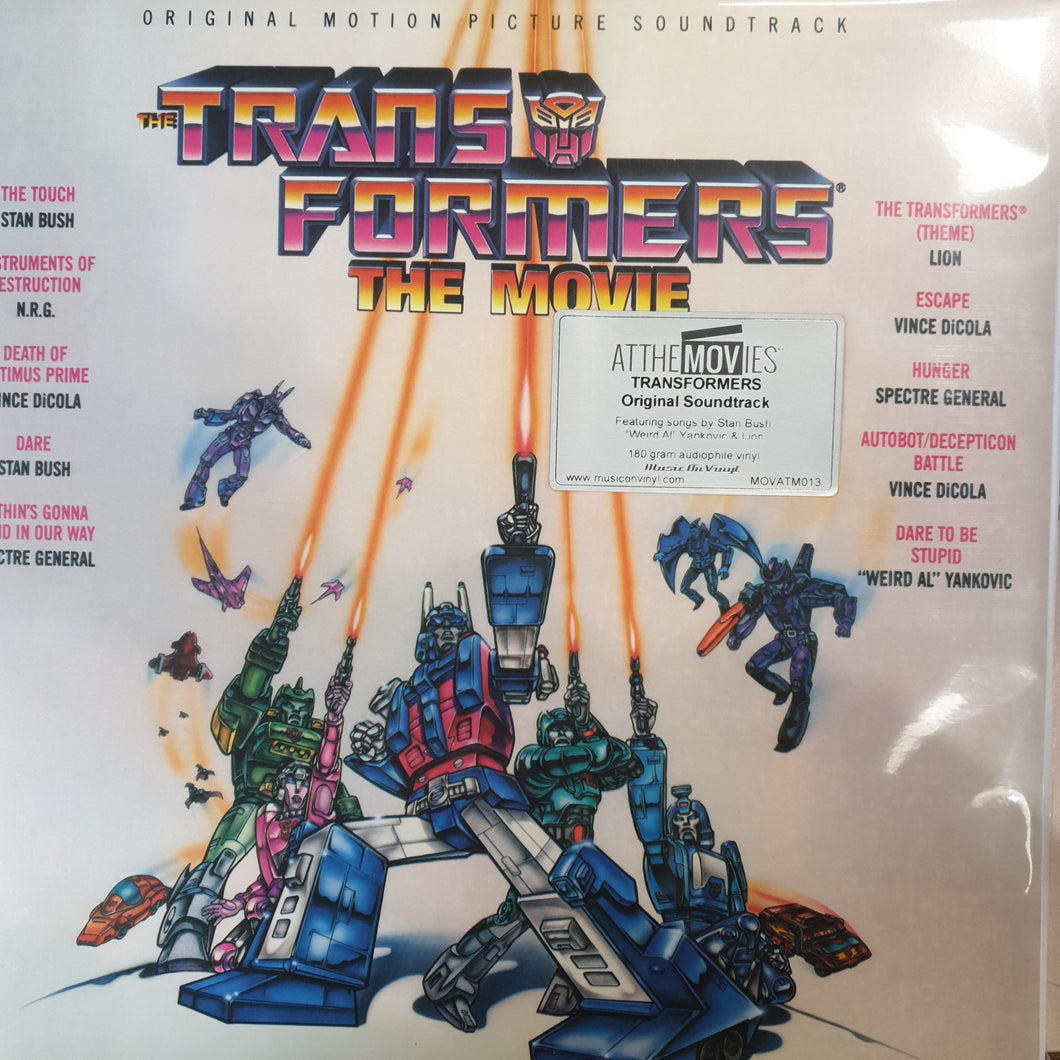 ORIGINAL MOTION PICTURE SOUNDTRACK
THE TRANS
FORMERS®
THE MOVIE
THE TOUCH
STAN BUSH
STRUMENTS OF
ESTRUCTION
N.R.G.
DEATH OF
TIMUS PRIME
INCE DiCOLA
DARE
STAN BUSH
THIN'S GONNA
ND IN OUR WAY
CTRE GENERAL
ATTHEMOVIES
TRANSFORMERS
Original Soundtrack
Featuring songs by Stan Bush
"Weird Al" Yankovic & Lion
180 gram audiophile vinyl
Music On Vinyl
www.musiconvinyl.com MOVATM013
THE TRANSFORMERS®
(THEME)
LION
ESCAPE
VINCE DiCOLA
HUNGER
SPECTRE GENERAL
AUTOBOT/DECEPTICON
BATTLE
VINCE DiCOLA
DARE TO BE
STUPID
"WEIRD AL" YANKOVIC